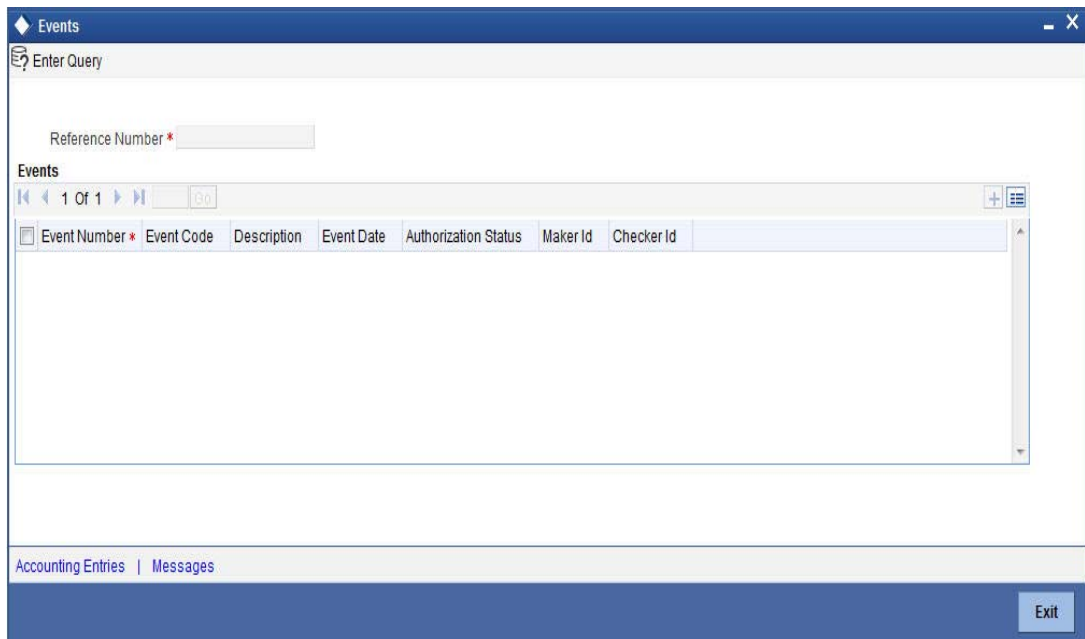 Events
Enter Query
Reference Number *
Events
1 Of 1 Go
Event Number * Event Code Description Event Date Authorization Status Maker Id Checker Id
Accounting Entries | Messages
Exit